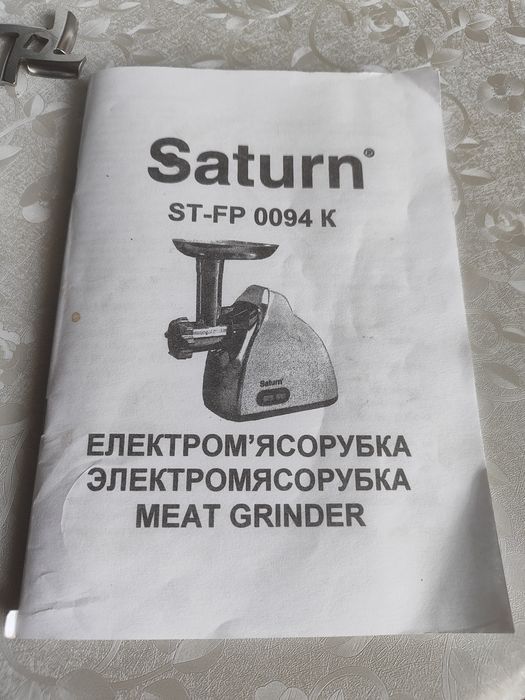 Saturn®
ST-FP 0094 К
Saturn®
ЕЛЕКТРОМ'ЯСОРУБКА
ЭЛЕКТРОМЯСОРУБКА
MEAT GRINDER